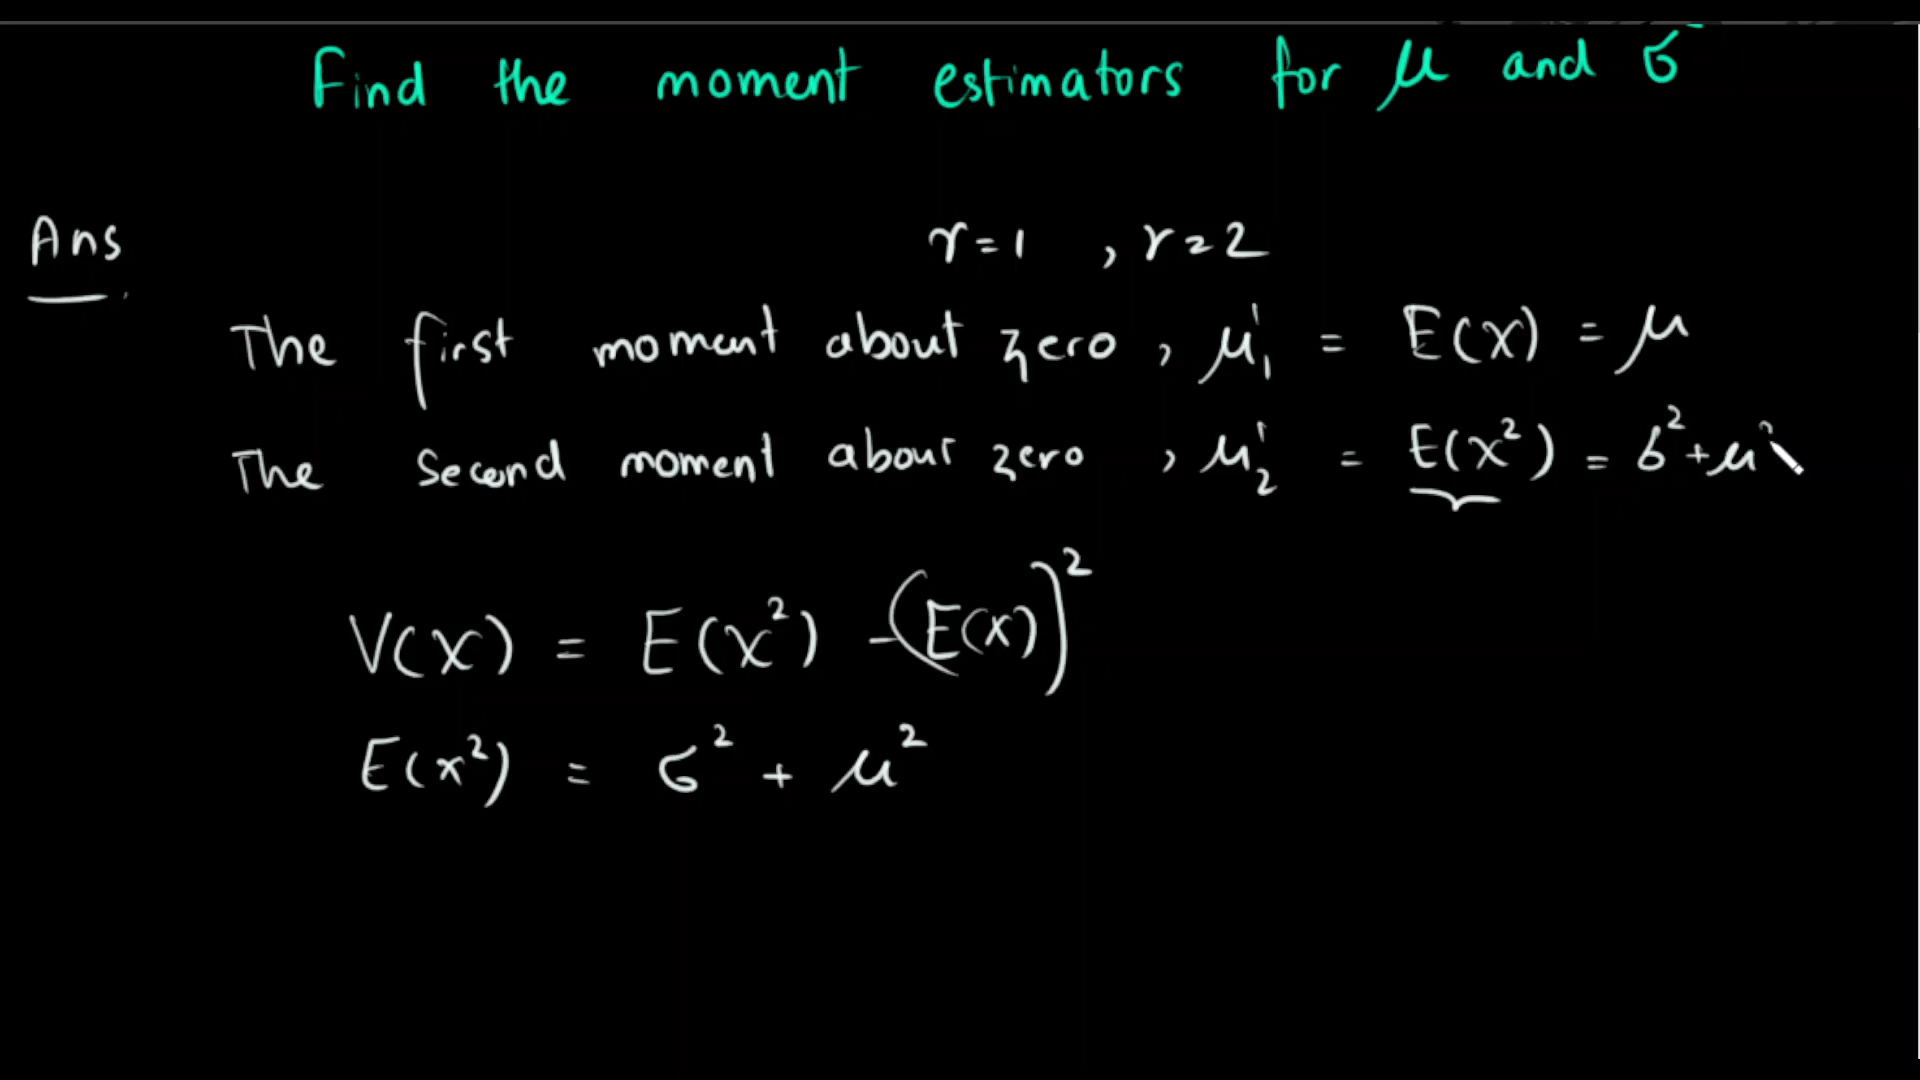 Find the moment estimators for μ and σ
Ans
r=1 , r=2
The first moment about zero , μ'₁ = E(X) = μ
The Second moment about zero , μ'₂ = E(X²) = σ²+μ²
V(X) = E(X²) - (E(X))²
E(x²) = σ² + μ²